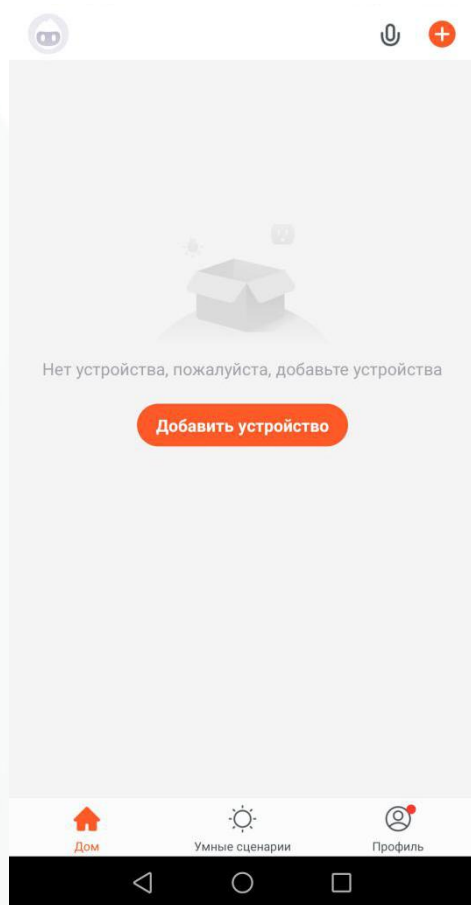 Нет устройства, пожалуйста, добавьте устройства
Добавить устройство
Дом
Умные сценарии
Профиль